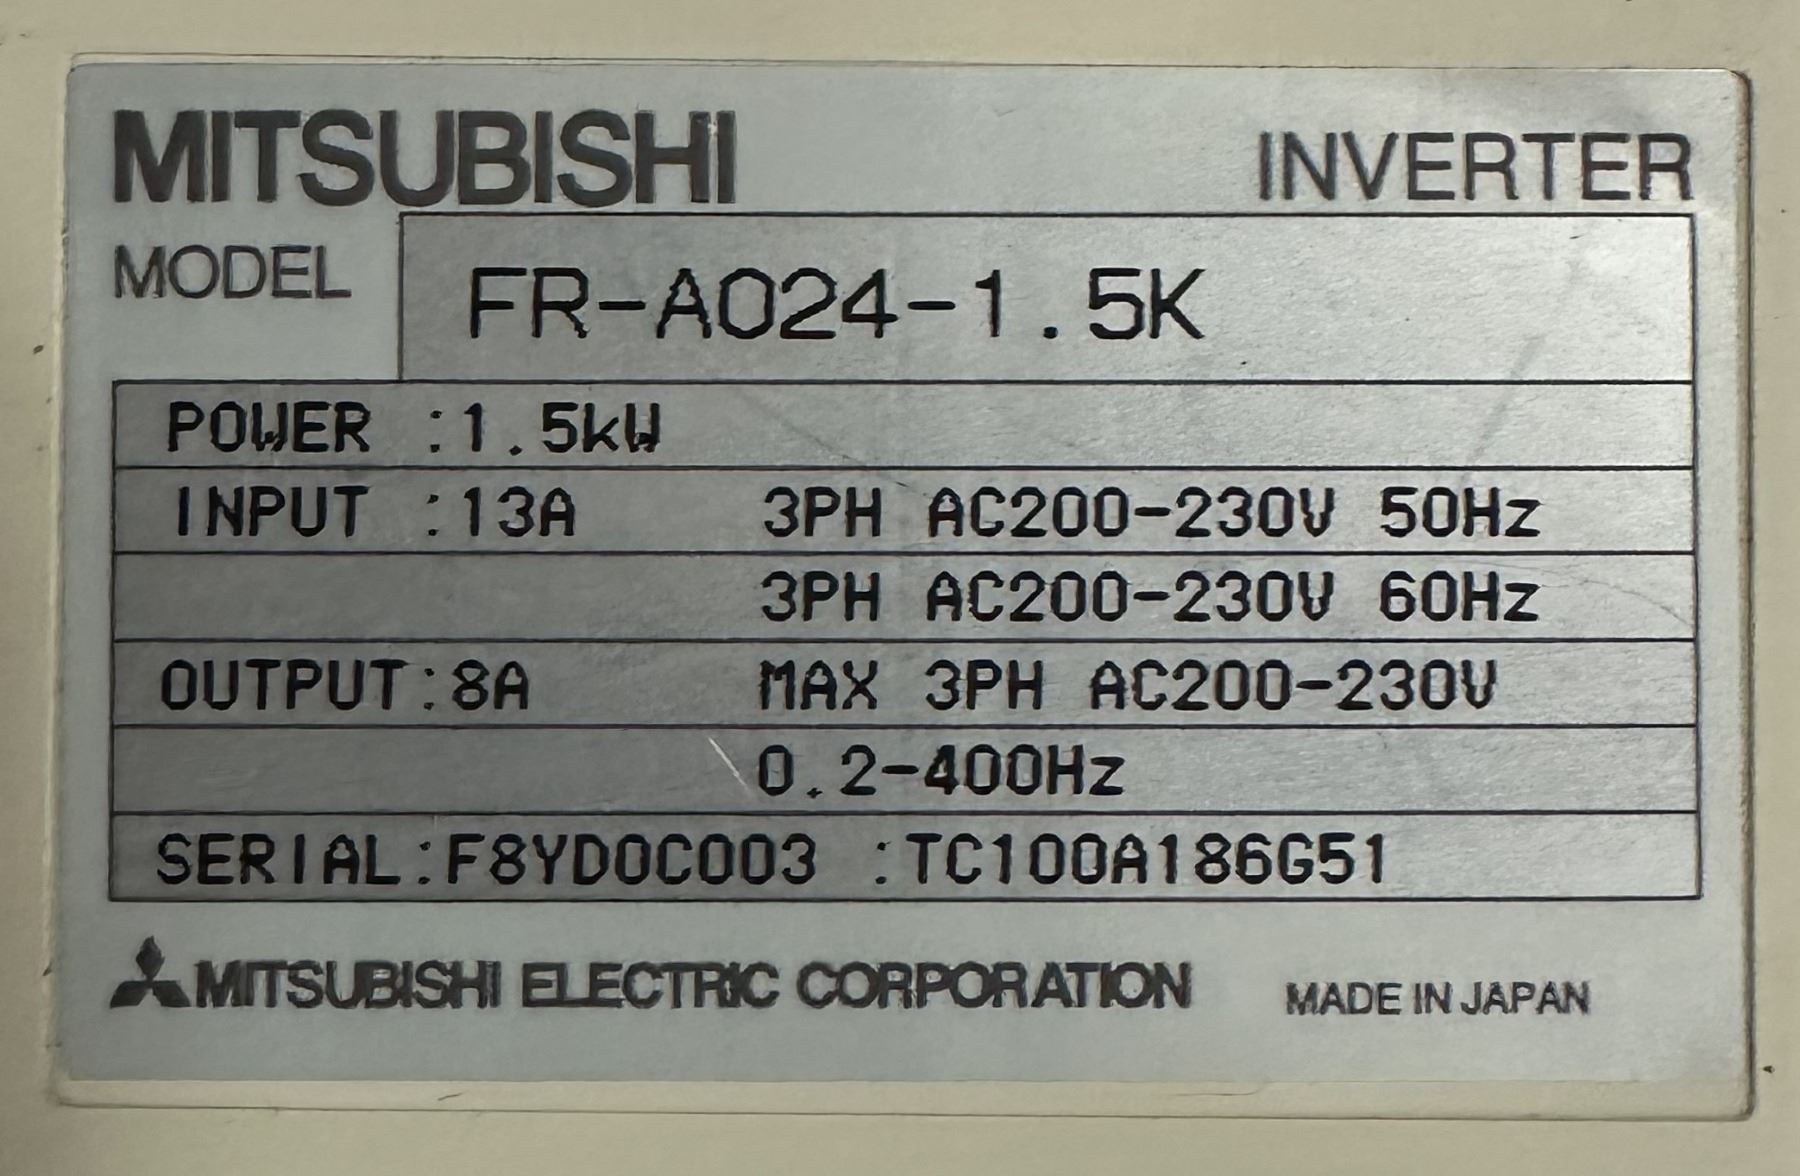 MITSUBISHI INVERTER
MODEL FR-A024-1.5K
POWER :1.5kW
INPUT :13A 3PH AC200-230V 50Hz
3PH AC200-230V 60Hz
OUTPUT:8A MAX 3PH AC200-230V
0.2-400Hz
SERIAL:F8YD0C003 :TC100A186G51
MITSUBISHI ELECTRIC CORPORATION MADE IN JAPAN